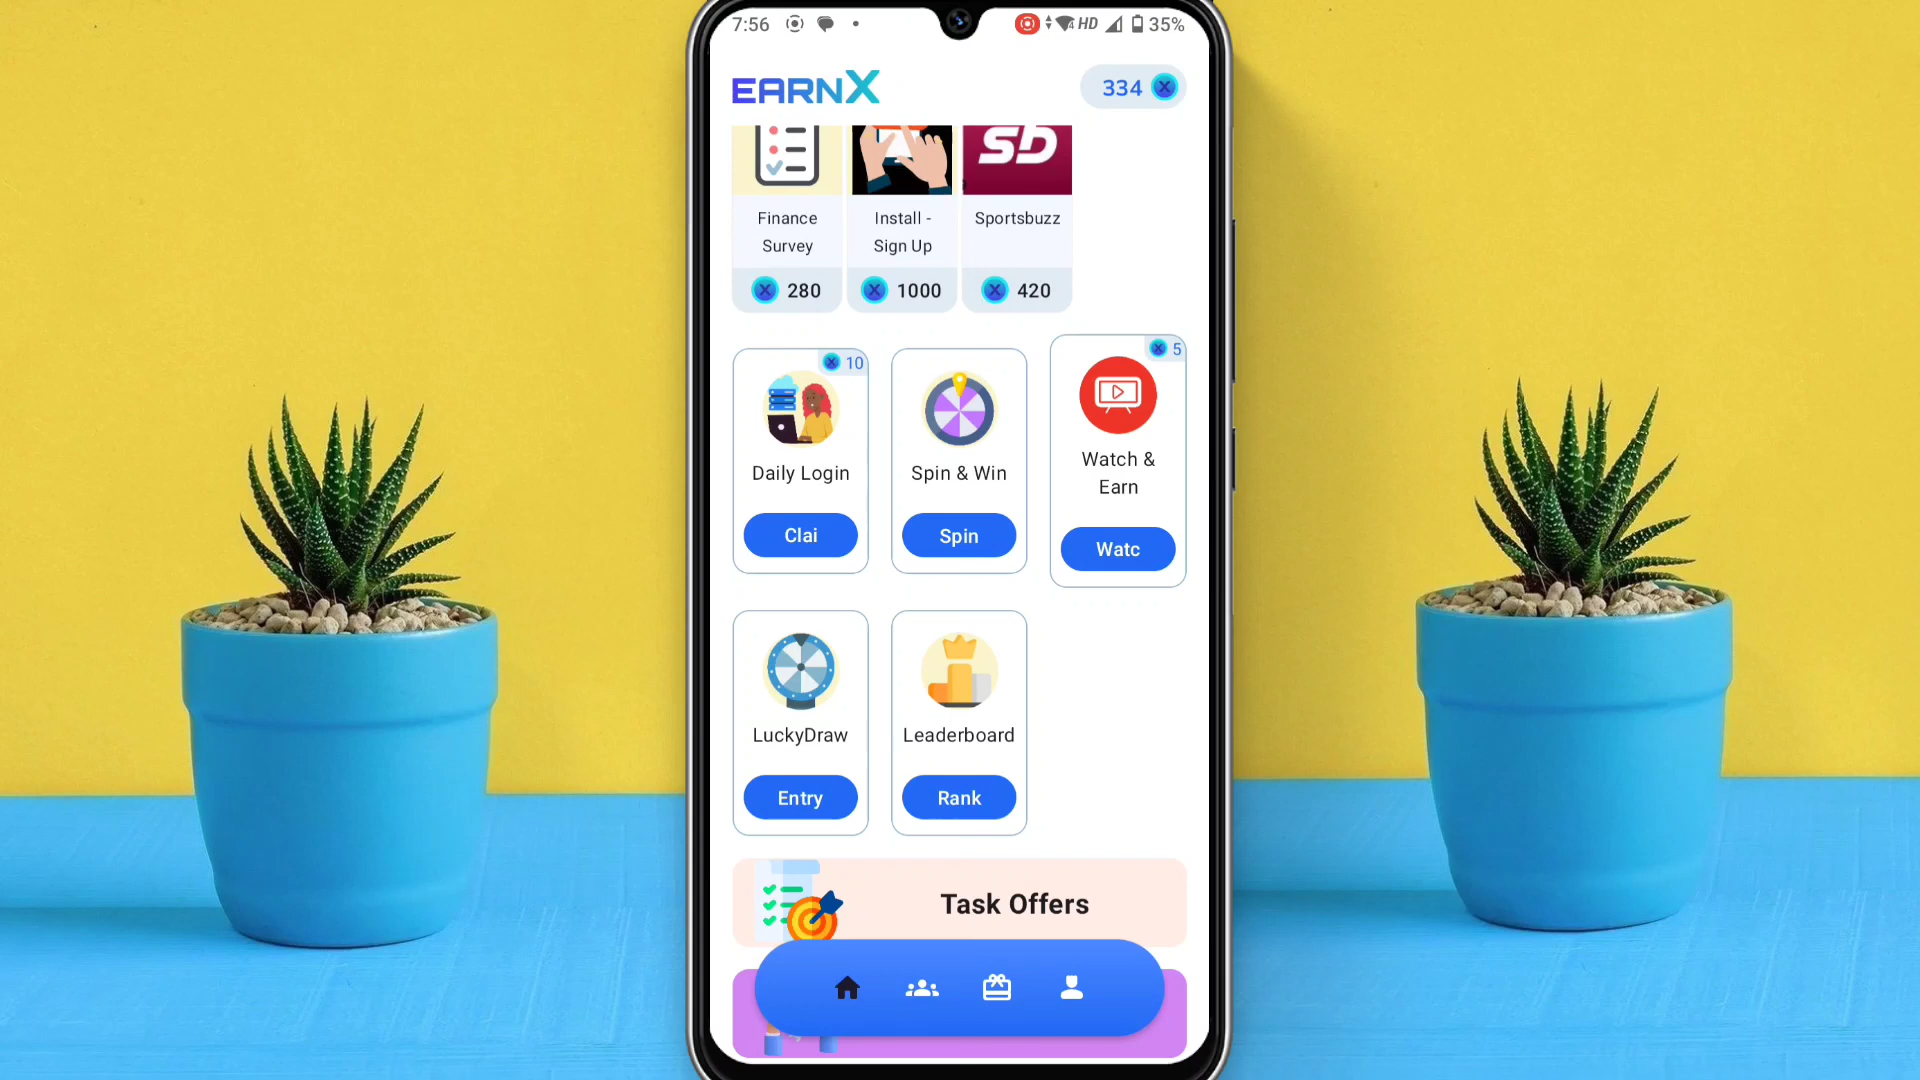 7:56 HD 35%
EARNX 334
SD
Finance Survey
Install - Sign Up
Sportsbuzz
280 1000 420
10
5
Daily Login
Spin & Win
Watch & Earn
Clai
Spin
Watc
LuckyDraw
Leaderboard
Entry
Rank
Task Offers